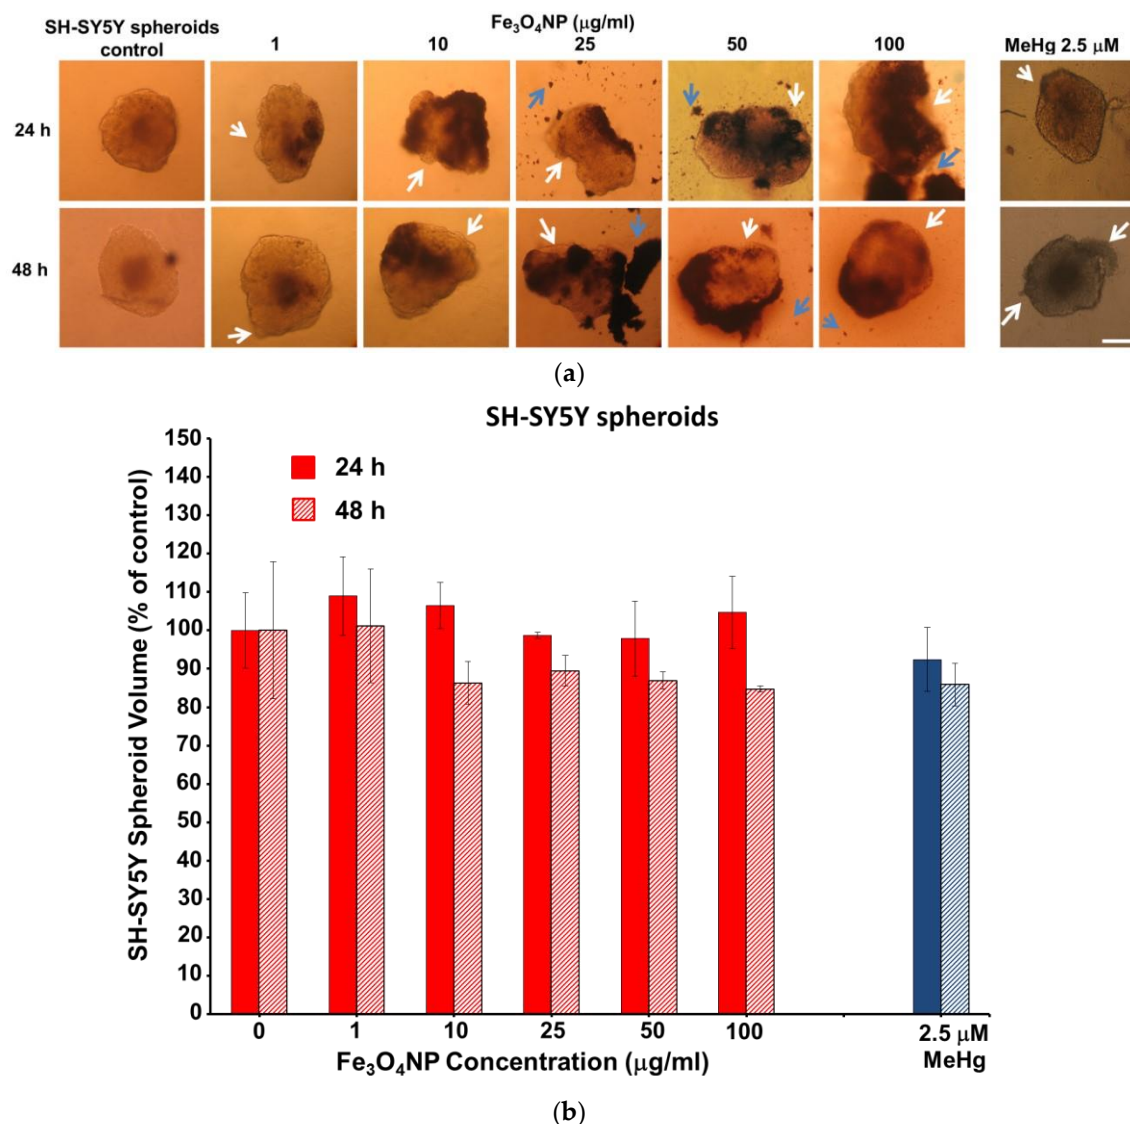 SH-SY5Y spheroids
control
Fe₃O₄NP (μg/ml)
1 10 25 50 100
MeHg 2.5 μM
24 h
48 h
(a)
SH-SY5Y spheroids
SH-SY5Y Spheroid Volume (% of control)
150
140
130
120
110
100
90
80
70
60
50
40
30
20
10
0
24 h
48 h
0 1 10 25 50 100 2.5 μM
MeHg
Fe₃O₄NP Concentration (μg/ml)
(b)